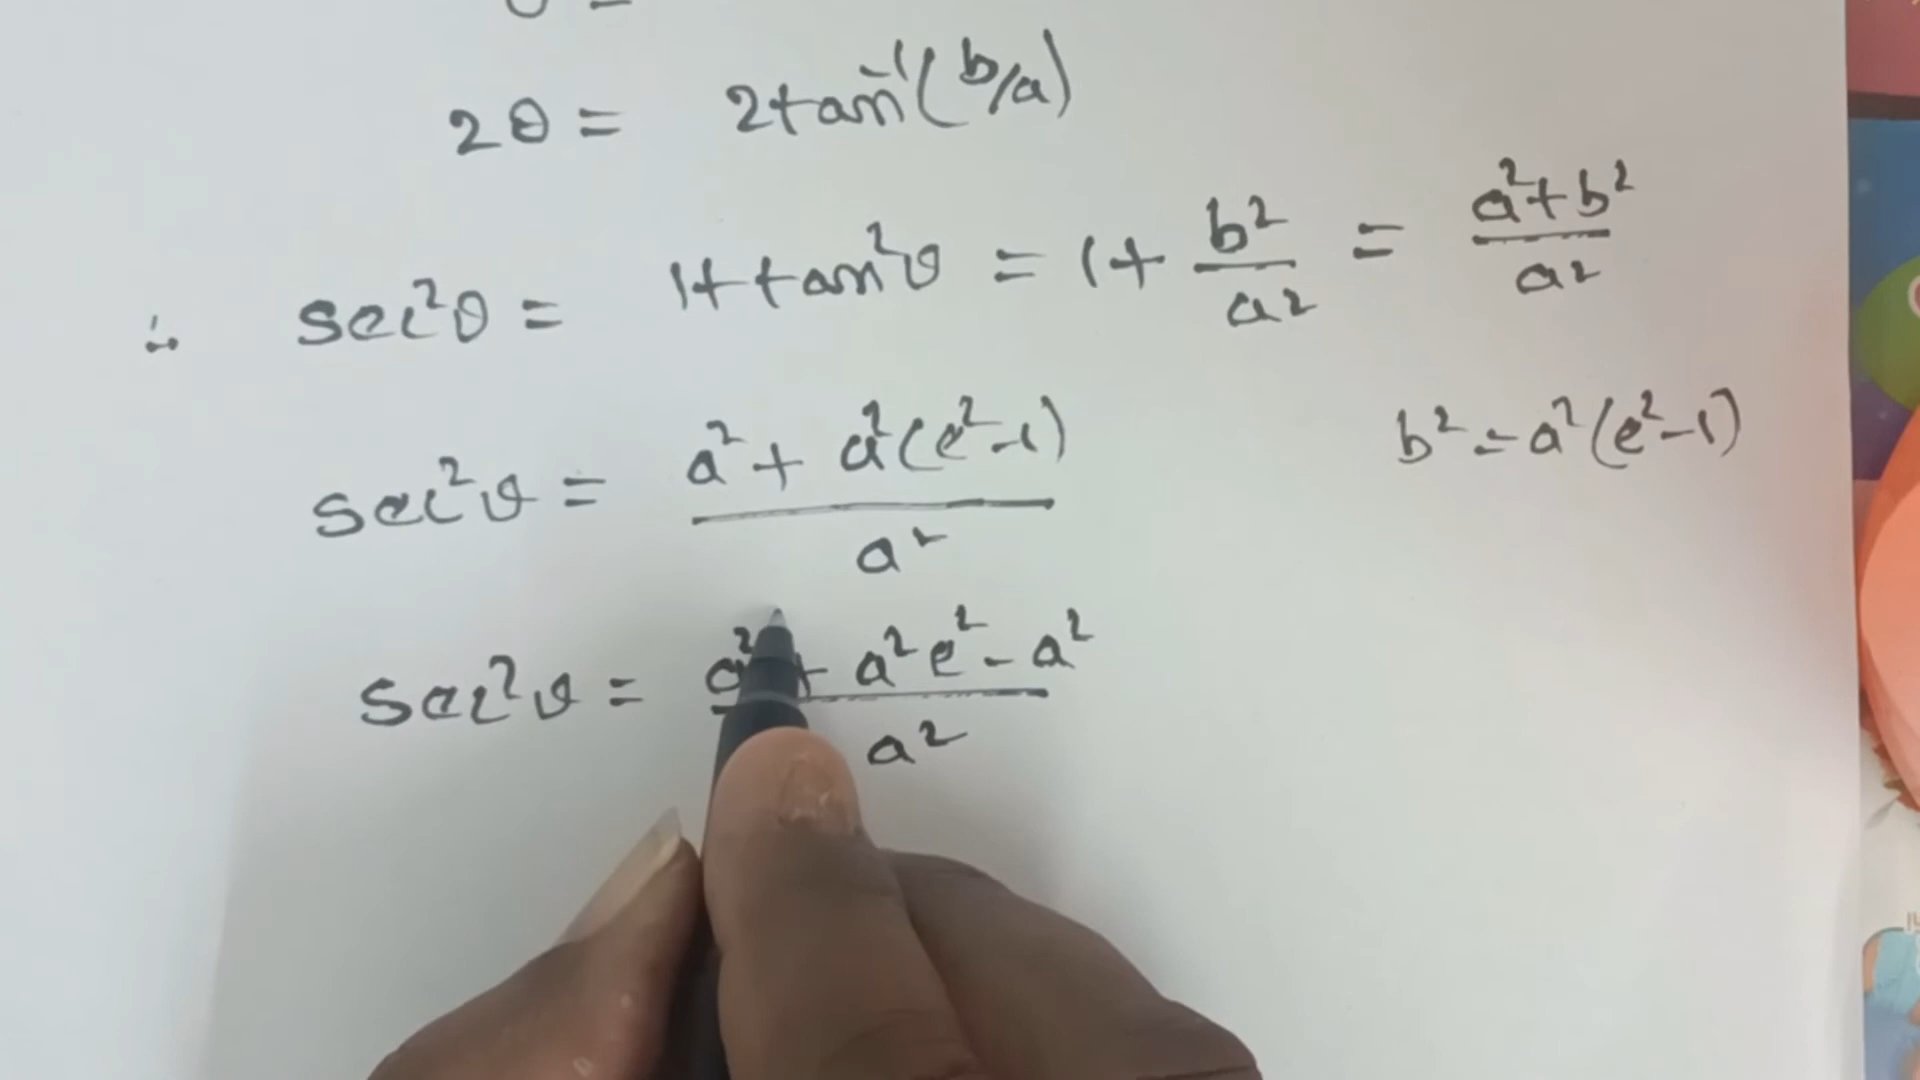 2θ = 2tan⁻¹(b/a)
∴ sec²θ = 1+tan²θ = 1+ b²/a² = (a²+b²)/a²
sec²θ = (a²+ a²(e²-1))/a²
b² = a²(e²-1)
sec²θ = (a²+ a²e²- a²)/a²